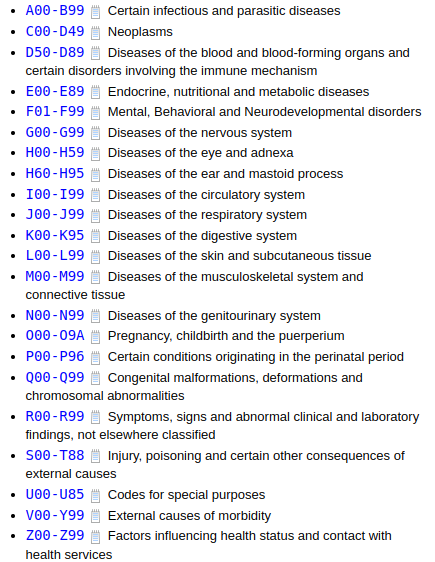 A00-B99 Certain infectious and parasitic diseases
C00-D49 Neoplasms
D50-D89 Diseases of the blood and blood-forming organs and
certain disorders involving the immune mechanism
E00-E89 Endocrine, nutritional and metabolic diseases
F01-F99 Mental, Behavioral and Neurodevelopmental disorders
G00-G99 Diseases of the nervous system
H00-H59 Diseases of the eye and adnexa
H60-H95 Diseases of the ear and mastoid process
I00-I99 Diseases of the circulatory system
J00-J99 Diseases of the respiratory system
K00-K95 Diseases of the digestive system
L00-L99 Diseases of the skin and subcutaneous tissue
M00-M99 Diseases of the musculoskeletal system and
connective tissue
N00-N99 Diseases of the genitourinary system
O00-O9A Pregnancy, childbirth and the puerperium
P00-P96 Certain conditions originating in the perinatal period
Q00-Q99 Congenital malformations, deformations and
chromosomal abnormalities
R00-R99 Symptoms, signs and abnormal clinical and laboratory
findings, not elsewhere classified
S00-T88 Injury, poisoning and certain other consequences of
external causes
U00-U85 Codes for special purposes
V00-Y99 External causes of morbidity
Z00-Z99 Factors influencing health status and contact with
health services